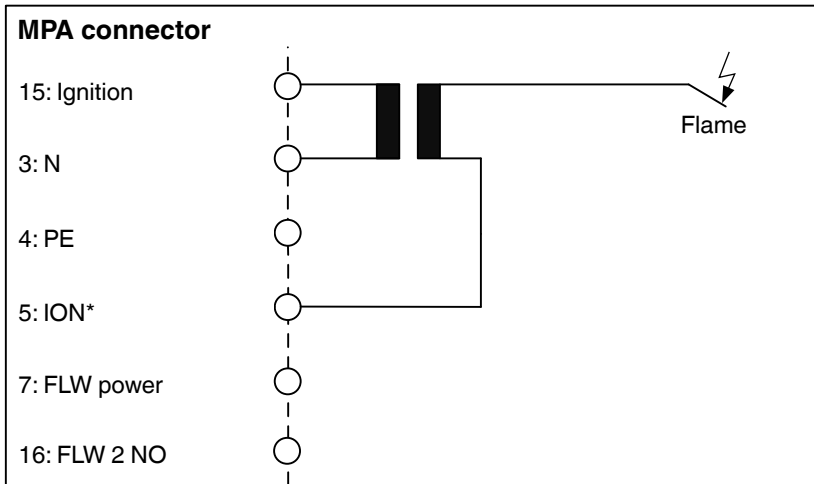 MPA connector
15: Ignition
Flame
3: N
4: PE
5: ION*
7: FLW power
16: FLW 2 NO